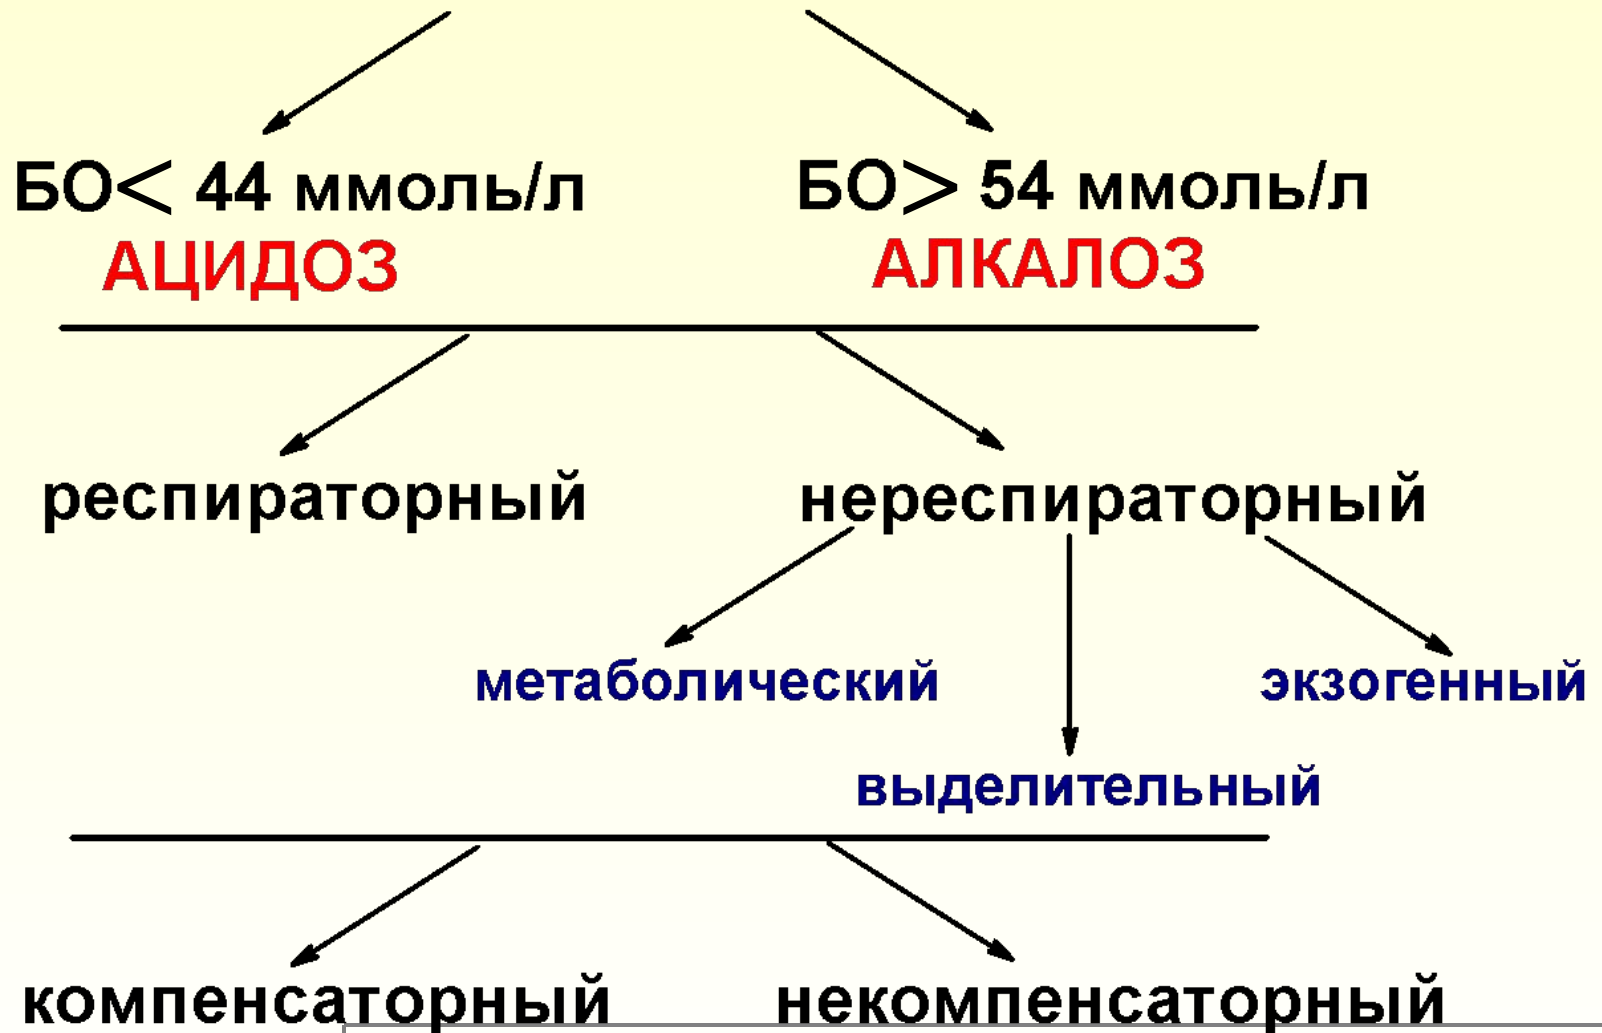 БО< 44 ммоль/л БО> 54 ммоль/л
АЦИДОЗ АЛКАЛОЗ
респираторный нереспираторный
метаболический экзогенный
выделительный
компенсаторный некомпенсаторный